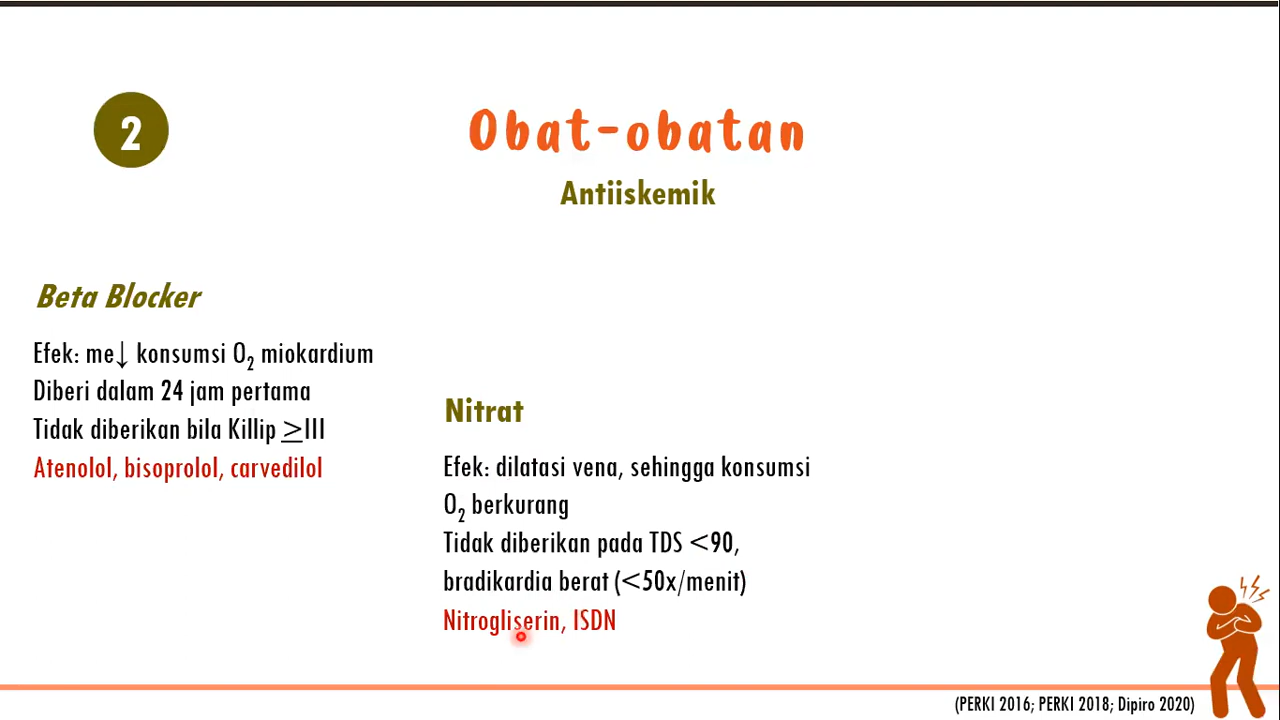 2
Obat-obatan
Antiiskemik
Beta Blocker
Efek: me↓ konsumsi O₂ miokardium
Diberi dalam 24 jam pertama
Tidak diberikan bila Killip ≥III
Atenolol, bisoprolol, carvedilol
Nitrat
Efek: dilatasi vena, sehingga konsumsi
O₂ berkurang
Tidak diberikan pada TDS <90,
bradikardia berat (<50x/menit)
Nitrogliserin, ISDN
(PERKI 2016; PERKI 2018; Dipiro 2020)